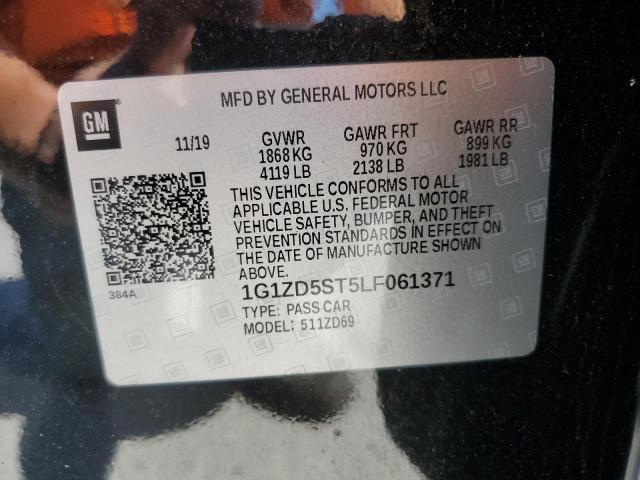 MFD BY GENERAL MOTORS LLC
GM
11/19
GVWR
1868 KG
4119 LB
GAWR FRT
970 KG
2138 LB
GAWR RR
899 KG
1981 LB
THIS VEHICLE CONFORMS TO ALL
APPLICABLE U.S. FEDERAL MOTOR
VEHICLE SAFETY, BUMPER, AND THEFT
PREVENTION STANDARDS IN EFFECT ON
THE DATE OF MANUFACTURE SHOWN
ABOVE.
384A
1G1ZD5ST5LF061371
TYPE: PASS CAR
MODEL: 511ZD69